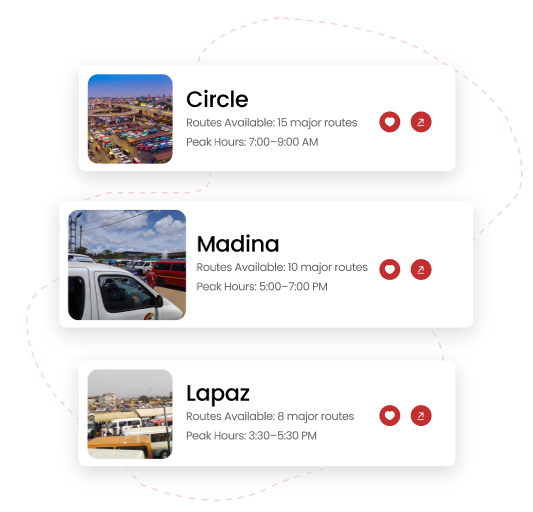 Circle
Routes Available: 15 major routes
Peak Hours: 7:00–9:00 AM
Madina
Routes Available: 10 major routes
Peak Hours: 5:00–7:00 PM
Lapaz
Routes Available: 8 major routes
Peak Hours: 3:30–5:30 PM